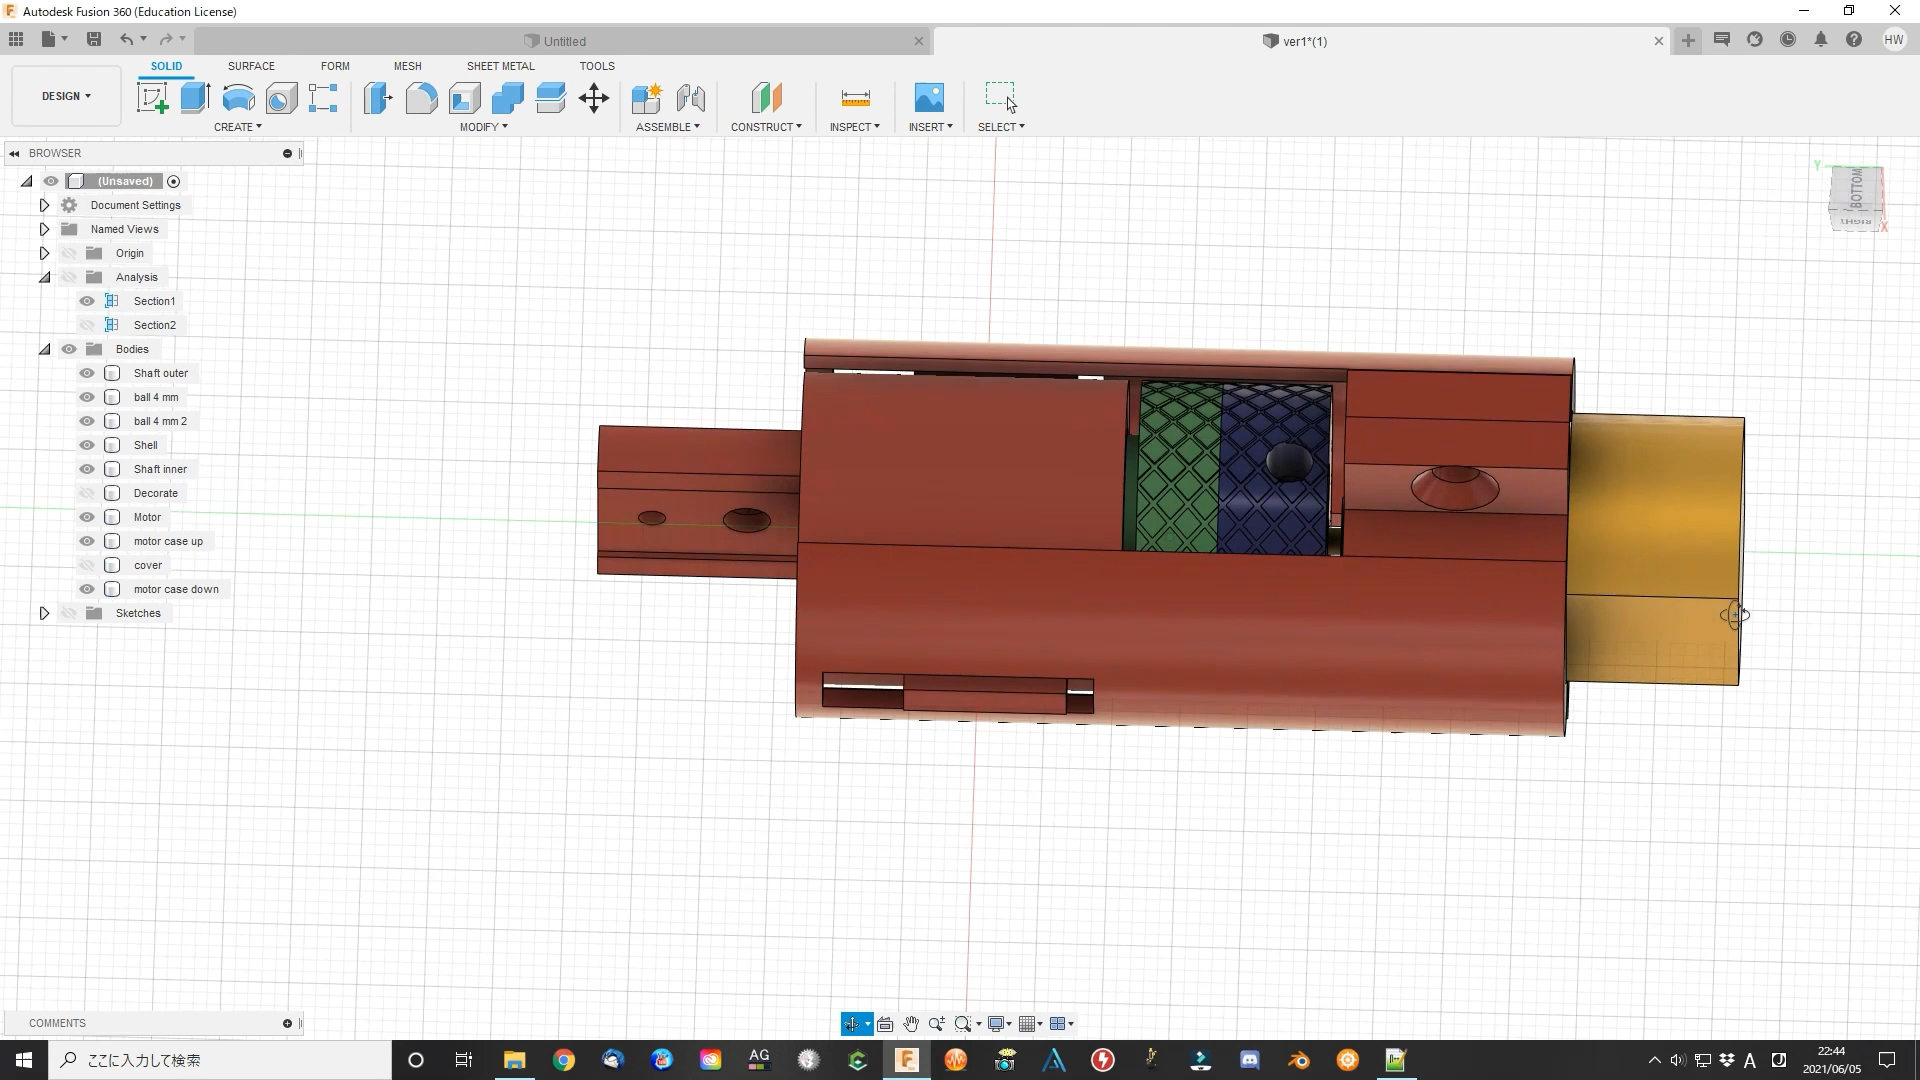 Autodesk Fusion 360 (Education License)
Untitled
ver1*(1)
HW
DESIGN
SOLID
SURFACE
FORM
MESH
SHEET METAL
TOOLS
CREATE
MODIFY
ASSEMBLE
CONSTRUCT
INSPECT
INSERT
SELECT
BROWSER
(Unsaved)
Document Settings
Named Views
Origin
Analysis
Section1
Section2
Bodies
Shaft outer
ball 4 mm
ball 4 mm 2
Shell
Shaft inner
Decorate
Motor
motor case up
cover
motor case down
Sketches
Y
BOTTOM
RIGHT
X
COMMENTS
ここに入力して検索
AG
A
22:44
2021/06/05